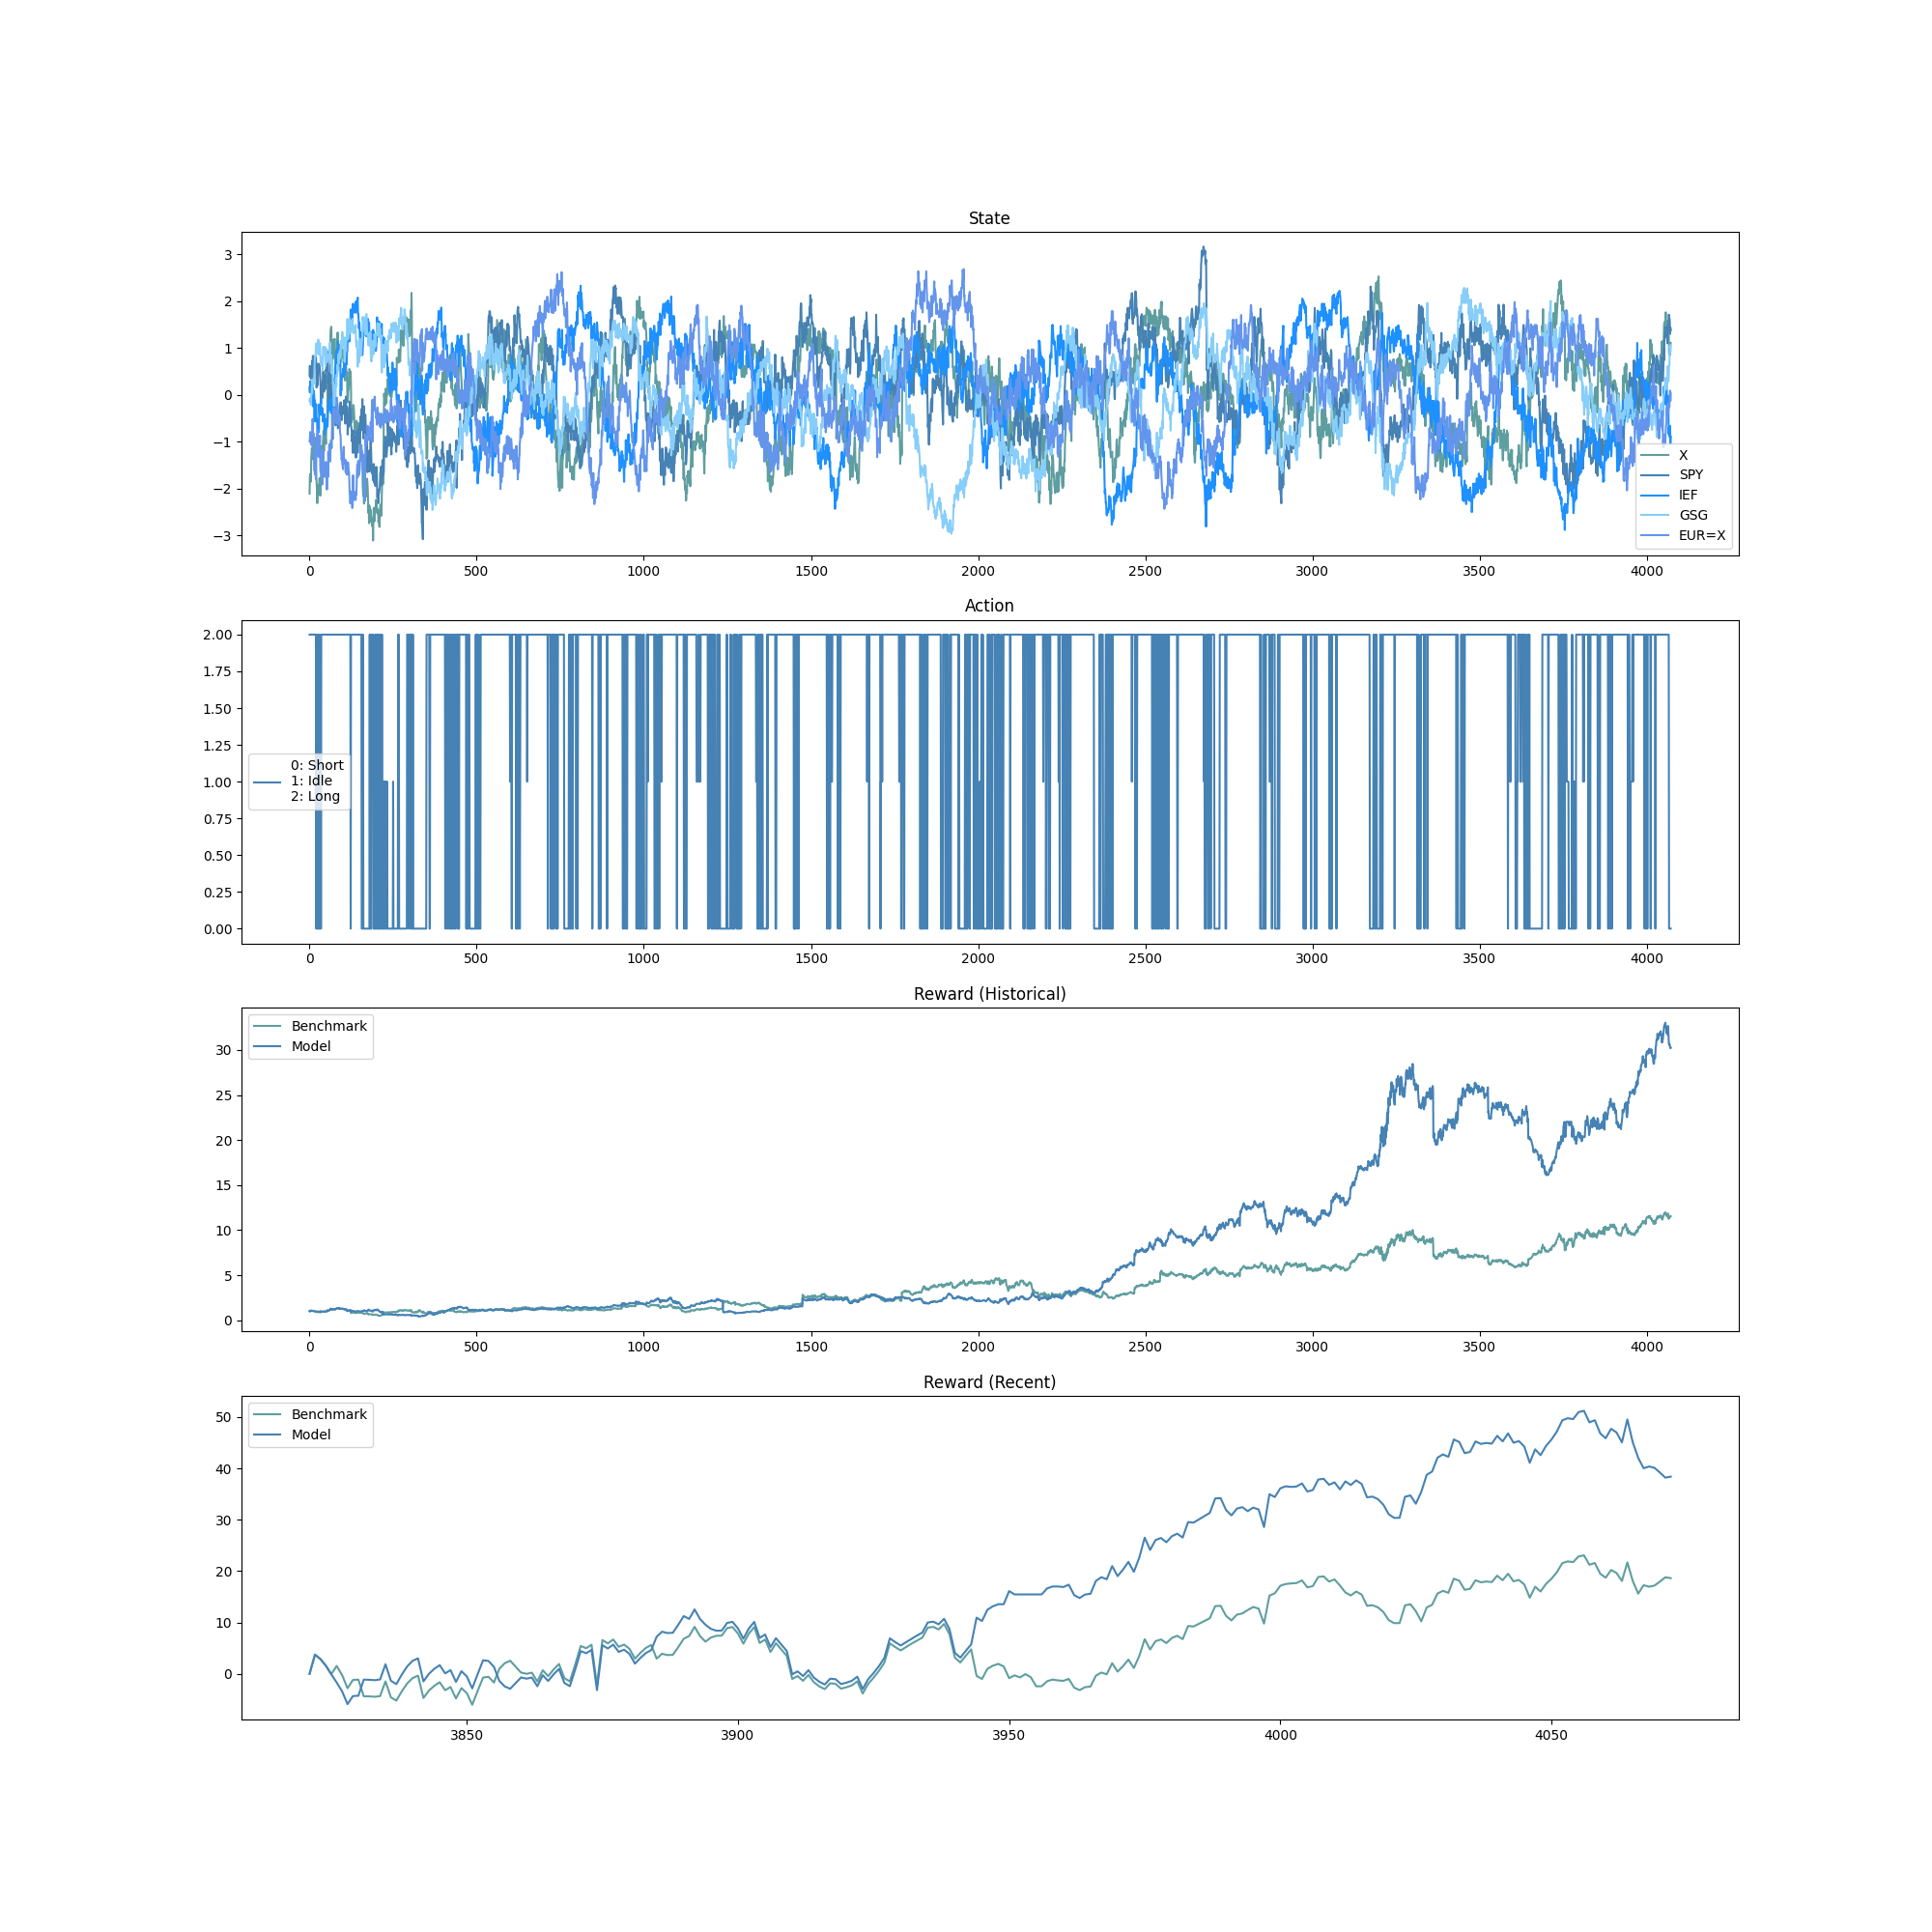 State
3
2
1
0
−1
−2
−3
X
SPY
IEF
GSG
EUR=X
0 500 1000 1500 2000 2500 3000 3500 4000
Action
2.00
1.75
1.50
1.25
1.00
0.75
0.50
0.25
0.00
0: Short
1: Idle
2: Long
0 500 1000 1500 2000 2500 3000 3500 4000
Reward (Historical)
Benchmark
Model
30
25
20
15
10
5
0
0 500 1000 1500 2000 2500 3000 3500 4000
Reward (Recent)
Benchmark
Model
50
40
30
20
10
0
3850 3900 3950 4000 4050